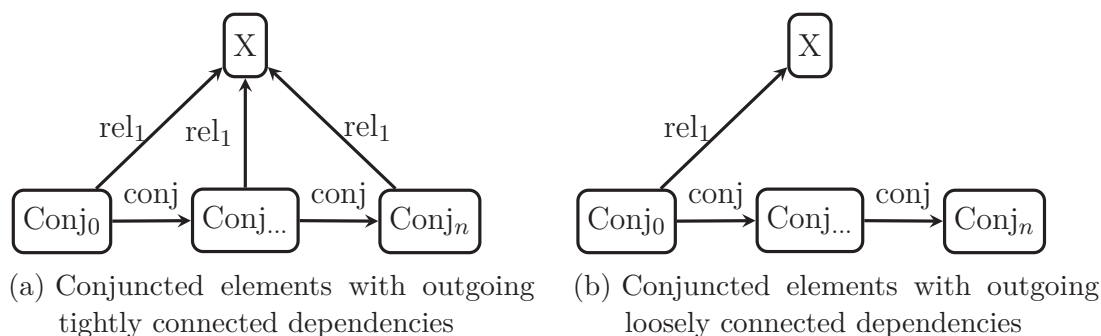 X
X
rel₁
rel₁
rel₁
rel₁
conj
conj
conj
conj
Conj₀
Conj...
Conjₙ
Conj₀
Conj...
Conjₙ
(a) Conjuncted elements with outgoing
tightly connected dependencies
(b) Conjuncted elements with outgoing
loosely connected dependencies